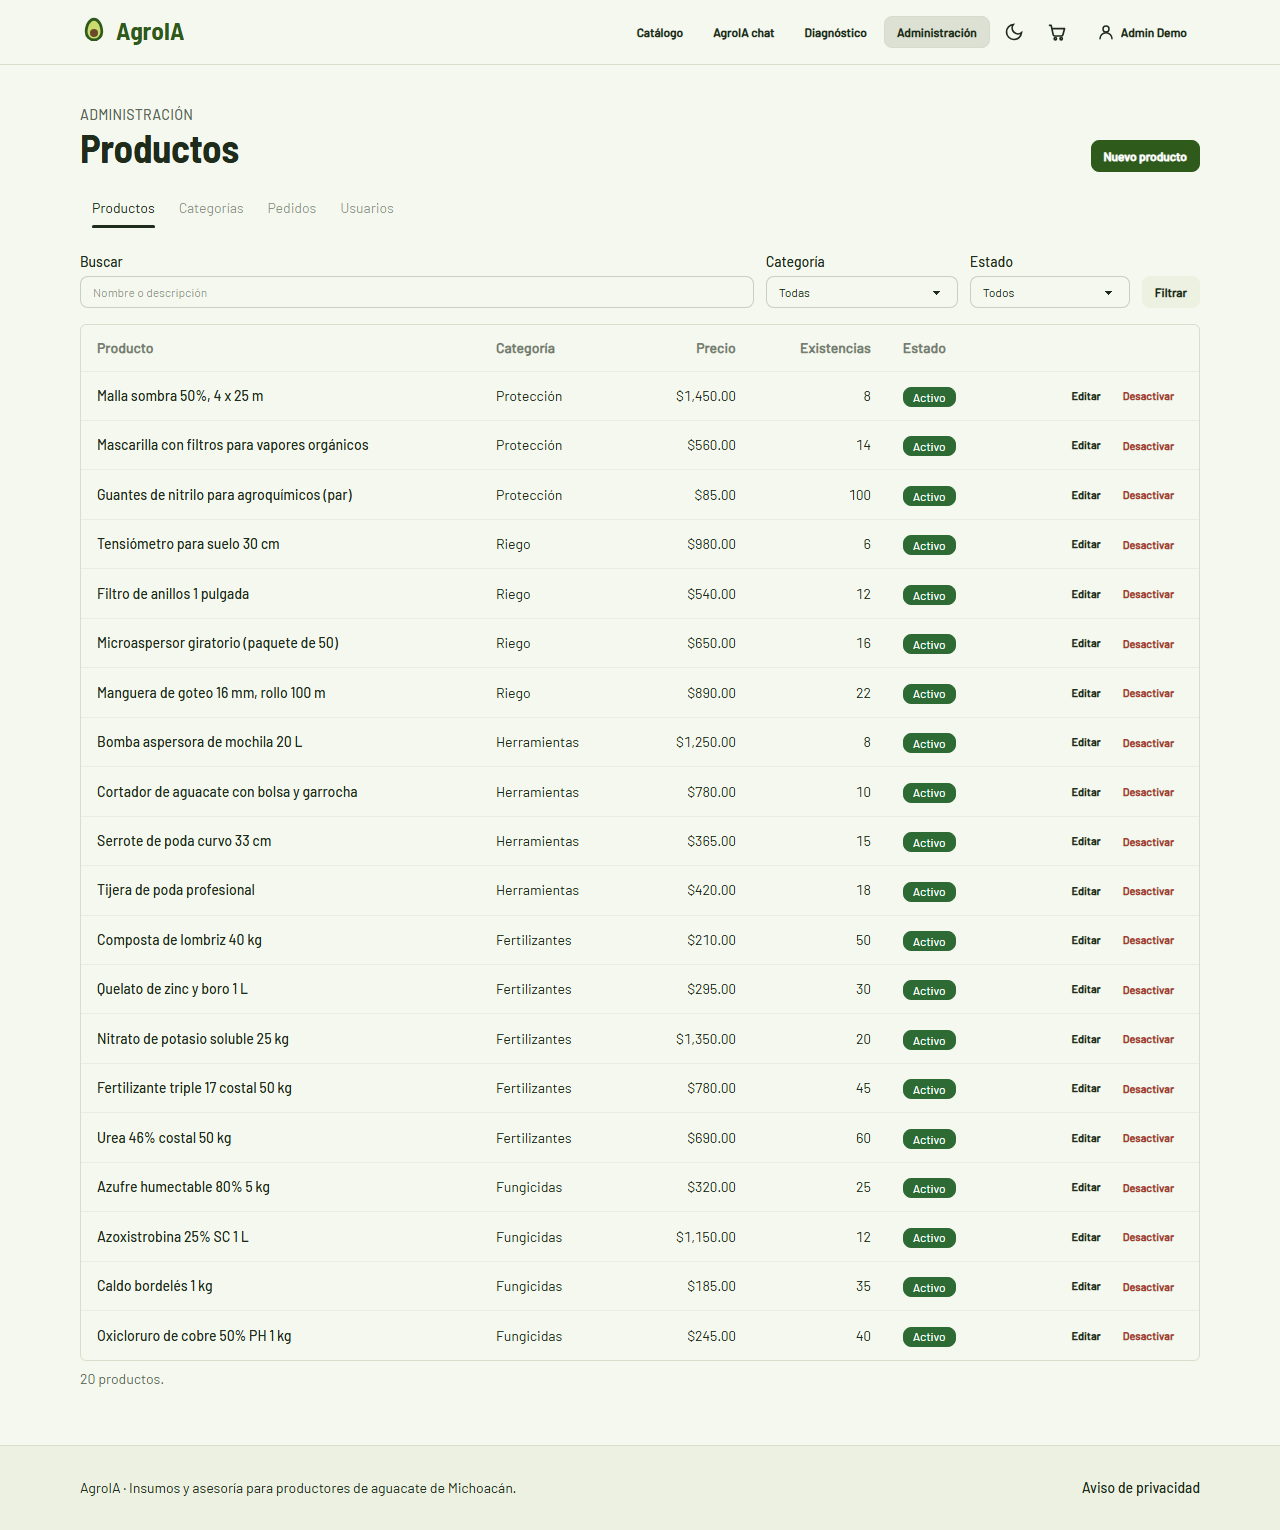 AgroIA
Catálogo AgroIA chat Diagnóstico Administración Admin Demo
ADMINISTRACIÓN
Productos
Nuevo producto
Productos Categorías Pedidos Usuarios
Buscar Categoría Estado
Nombre o descripción Todas Todos Filtrar
Producto Categoría Precio Existencias Estado
Malla sombra 50%, 4 x 25 m Protección $1,450.00 8 Activo Editar Desactivar
Mascarilla con filtros para vapores orgánicos Protección $560.00 14 Activo Editar Desactivar
Guantes de nitrilo para agroquímicos (par) Protección $85.00 100 Activo Editar Desactivar
Tensiómetro para suelo 30 cm Riego $980.00 6 Activo Editar Desactivar
Filtro de anillos 1 pulgada Riego $540.00 12 Activo Editar Desactivar
Microaspersor giratorio (paquete de 50) Riego $650.00 16 Activo Editar Desactivar
Manguera de goteo 16 mm, rollo 100 m Riego $890.00 22 Activo Editar Desactivar
Bomba aspersora de mochila 20 L Herramientas $1,250.00 8 Activo Editar Desactivar
Cortador de aguacate con bolsa y garrocha Herramientas $780.00 10 Activo Editar Desactivar
Serrote de poda curvo 33 cm Herramientas $365.00 15 Activo Editar Desactivar
Tijera de poda profesional Herramientas $420.00 18 Activo Editar Desactivar
Composta de lombriz 40 kg Fertilizantes $210.00 50 Activo Editar Desactivar
Quelato de zinc y boro 1 L Fertilizantes $295.00 30 Activo Editar Desactivar
Nitrato de potasio soluble 25 kg Fertilizantes $1,350.00 20 Activo Editar Desactivar
Fertilizante triple 17 costal 50 kg Fertilizantes $780.00 45 Activo Editar Desactivar
Urea 46% costal 50 kg Fertilizantes $690.00 60 Activo Editar Desactivar
Azufre humectable 80% 5 kg Fungicidas $320.00 25 Activo Editar Desactivar
Azoxistrobina 25% SC 1 L Fungicidas $1,150.00 12 Activo Editar Desactivar
Caldo bordelés 1 kg Fungicidas $185.00 35 Activo Editar Desactivar
Oxicloruro de cobre 50% PH 1 kg Fungicidas $245.00 40 Activo Editar Desactivar
20 productos.
AgroIA · Insumos y asesoría para productores de aguacate de Michoacán. Aviso de privacidad